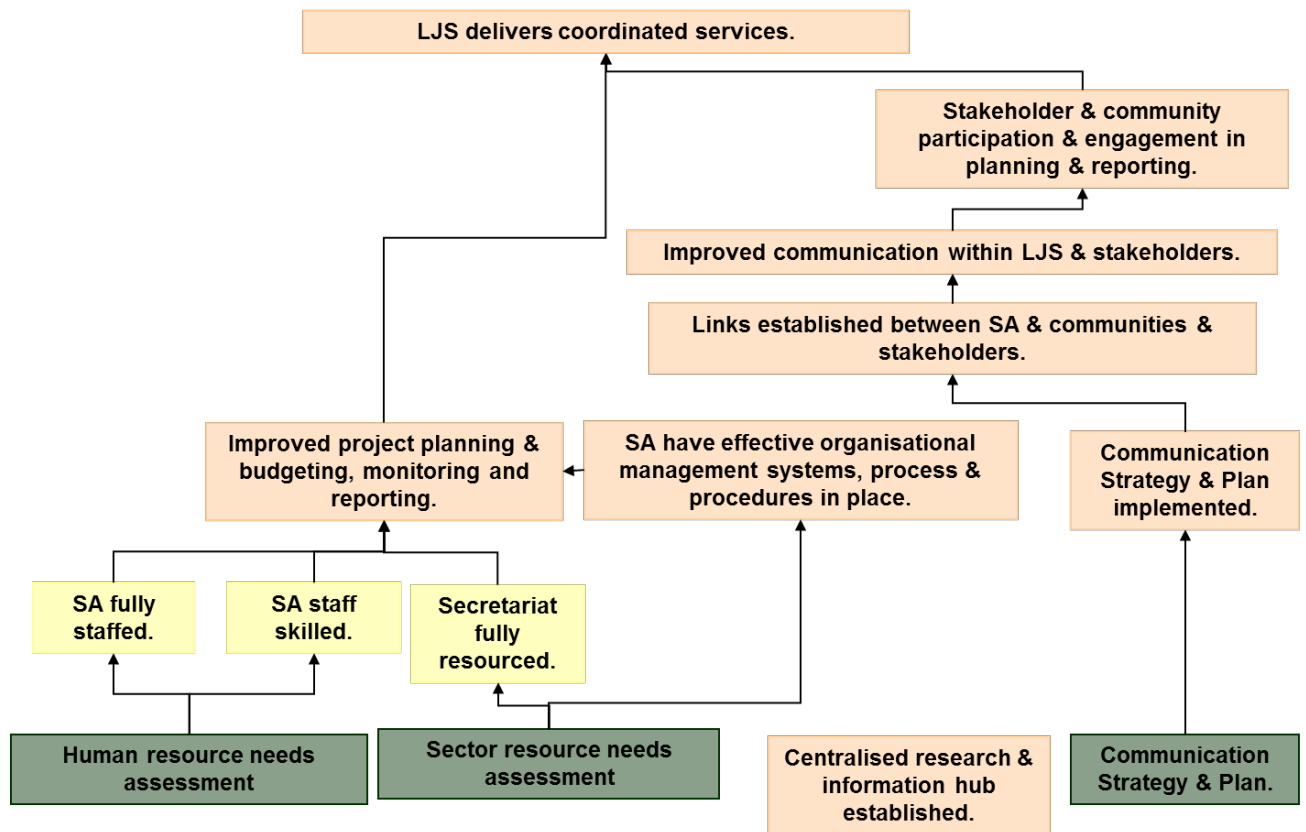 LJS delivers coordinated services.
Stakeholder & community
participation & engagement in
planning & reporting.
Improved communication within LJS & stakeholders.
Links established between SA & communities &
stakeholders.
Improved project planning &
budgeting, monitoring and
reporting.
SA have effective organisational
management systems, process &
procedures in place.
Communication
Strategy & Plan
implemented.
SA fully
staffed.
SA staff
skilled.
Secretariat
fully
resourced.
Human resource needs
assessment
Sector resource needs
assessment
Centralised research &
information hub
established.
Communication
Strategy & Plan.